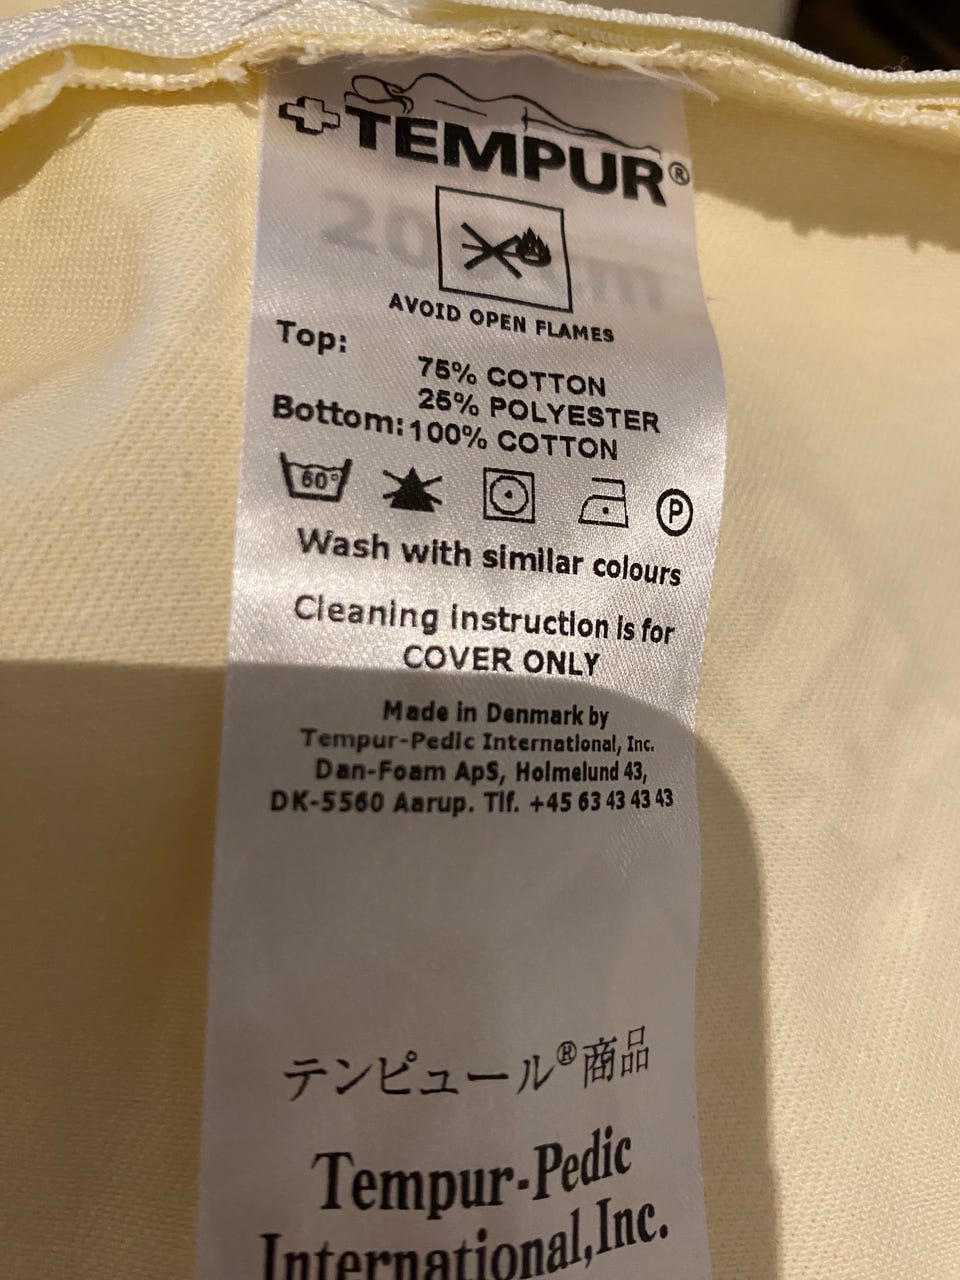 TEMPUR®
AVOID OPEN FLAMES
Top:
75% COTTON
25% POLYESTER
Bottom: 100% COTTON
60°
P
Wash with similar colours
Cleaning instruction is for
COVER ONLY
Made in Denmark by
Tempur-Pedic International, Inc.
Dan-Foam ApS, Holmelund 43,
DK-5560 Aarup. Tlf. +45 63 43 43 43
テンピュール®商品
Tempur-Pedic
International,Inc.